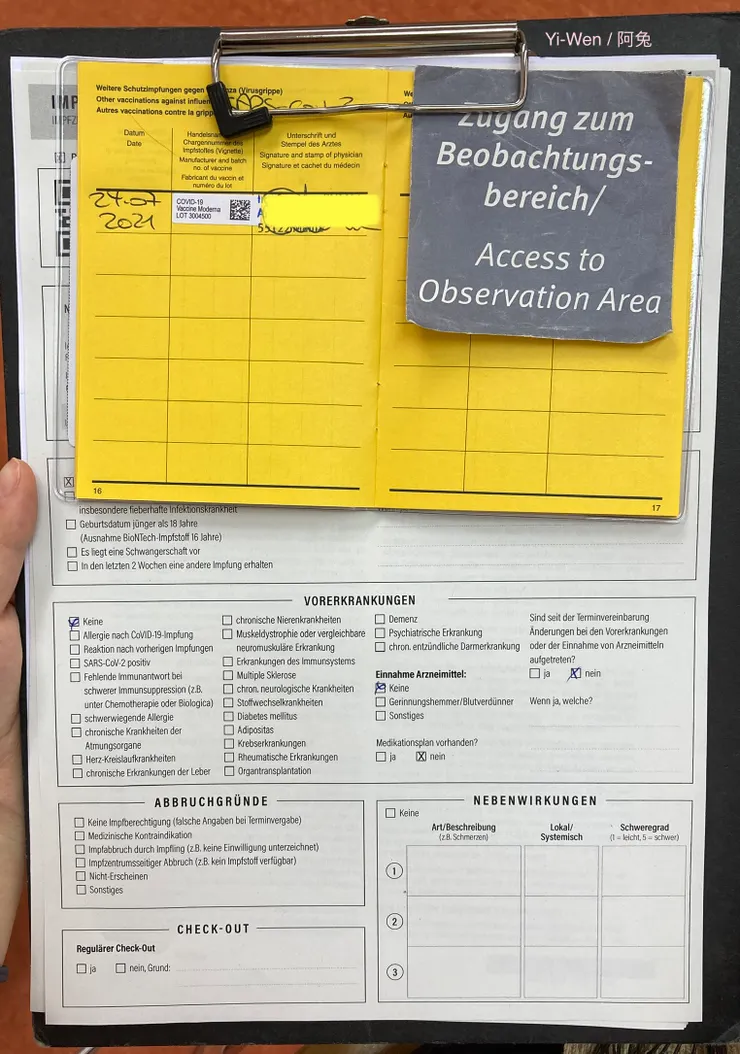 Yi-Wen / 阿兔
IMP
IMPFZ
Weitere Schutzimpfungen gegen
nza (Virusgrippe)
Other vaccinations against influen
Autres vaccinations contre la gripp
We
Datum
Date
Handelsna
Chargennummer des
Impfstoffes (Vignette)
Manufacturer and batch
no. of vaccine
Fabricant du vaccin et
numéro du lot
Unterschrift und
Stempel des Arztes
Signature and stamp of physician
Signature et cachet du médecin
24.07
2021
COVID-19
Vaccine Moderna
LOT 3004500
16
17
Zugang zum
Beobachtungs-
bereich/
Access to
Observation Area
insbesondere fieberhafte Infektionskrankheit
Geburtsdatum jünger als 18 Jahre
(Ausnahme BioNTech-Impfstoff 16 Jahre)
Es liegt eine Schwangerschaft vor
In den letzten 2 Wochen eine andere Impfung erhalten
VORERKRANKUNGEN
Keine
Allergie nach CoVID-19-Impfung
Reaktion nach vorherigen Impfungen
SARS-CoV-2 positiv
Fehlende Immunantwort bei
schwerer Immunsuppression (z.B.
unter Chemotherapie oder Biologica)
schwerwiegende Allergie
chronische Krankheiten der
Atmungsorgane
Herz-Kreislaufkrankheiten
chronische Erkrankungen der Leber
chronische Nierenkrankheiten
Muskeldystrophie oder vergleichbare
neuromuskuläre Erkrankung
Erkrankungen des Immunsystems
Multiple Sklerose
chron. neurologische Krankheiten
Stoffwechselkrankheiten
Diabetes mellitus
Adipositas
Krebserkrankungen
Rheumatische Erkrankungen
Organtransplantation
Demenz
Psychiatrische Erkrankung
chron. entzündliche Darmerkrankung
Einnahme Arzneimittel:
Keine
Gerinnungshemmer/Blutverdünner
Sonstiges
Medikationsplan vorhanden?
ja X nein
Sind seit der Terminvereinbarung
Änderungen bei den Vorerkrankungen
oder der Einnahme von Arzneimitteln
aufgetreten?
ja X nein
Wenn ja, welche?
ABBRUCHGRÜNDE
Keine Impfberechtigung (falsche Angaben bei Terminvergabe)
Medizinische Kontraindikation
Impfabbruch durch Impfling (z.B. keine Einwilligung unterzeichnet)
Impfzentrumsseitiger Abbruch (z.B. kein Impfstoff verfügbar)
Nicht-Erscheinen
Sonstiges
CHECK-OUT
Regulärer Check-Out
ja nein, Grund:
NEBENWIRKUNGEN
Keine
Art/Beschreibung
(z.B. Schmerzen)
Lokal/
Systemisch
Schweregrad
(1 = leicht, 5 = schwer)
1
2
3